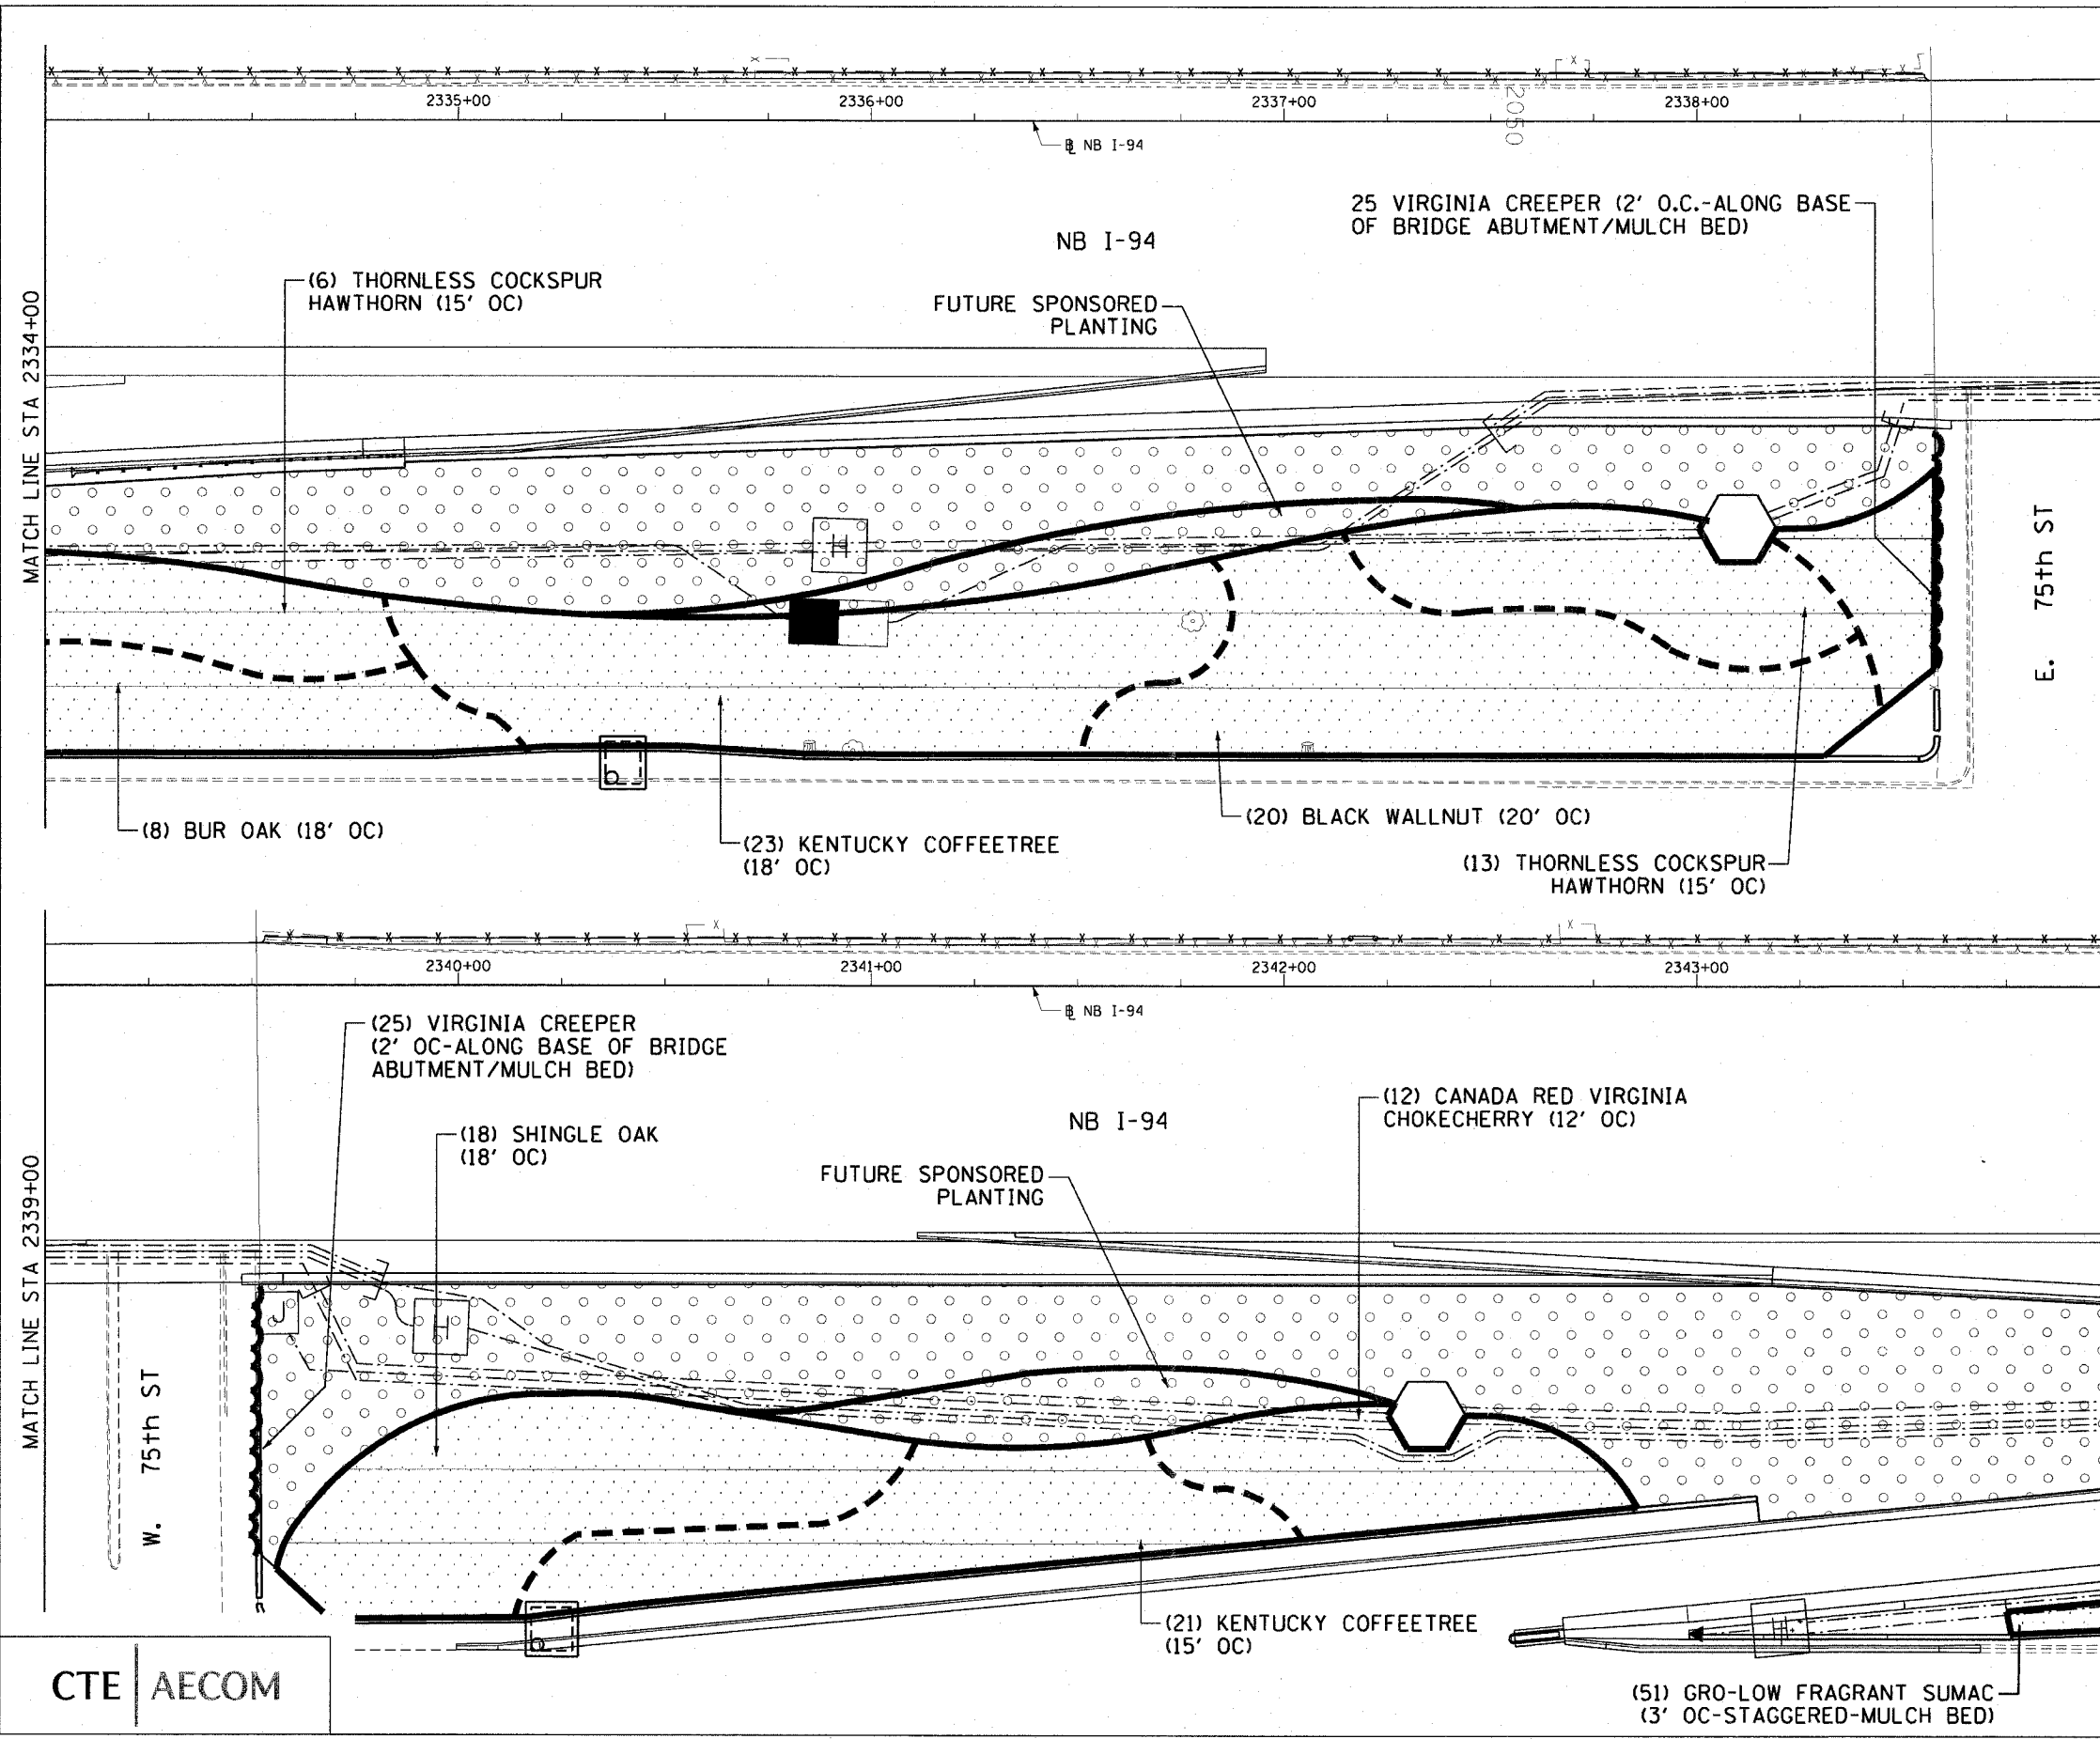 2335+00
2336+00
2337+00
2338+00
2050
℄ NB I-94
25 VIRGINIA CREEPER (2' O.C.-ALONG BASE
OF BRIDGE ABUTMENT/MULCH BED)
NB I-94
(6) THORNLESS COCKSPUR
HAWTHORN (15' OC)
FUTURE SPONSORED
PLANTING
MATCH LINE STA 2334+00
H
E. 75th ST
(8) BUR OAK (18' OC)
(23) KENTUCKY COFFEETREE
(18' OC)
(20) BLACK WALLNUT (20' OC)
(13) THORNLESS COCKSPUR
HAWTHORN (15' OC)
2340+00
2341+00
2342+00
2343+00
℄ NB I-94
(25) VIRGINIA CREEPER
(2' OC-ALONG BASE OF BRIDGE
ABUTMENT/MULCH BED)
(18) SHINGLE OAK
(18' OC)
NB I-94
(12) CANADA RED VIRGINIA
CHOKECHERRY (12' OC)
FUTURE SPONSORED
PLANTING
MATCH LINE STA 2339+00
J
H
W. 75th ST
(21) KENTUCKY COFFEETREE
(15' OC)
H
(51) GRO-LOW FRAGRANT SUMAC
(3' OC-STAGGERED-MULCH BED)
CTE | AECOM